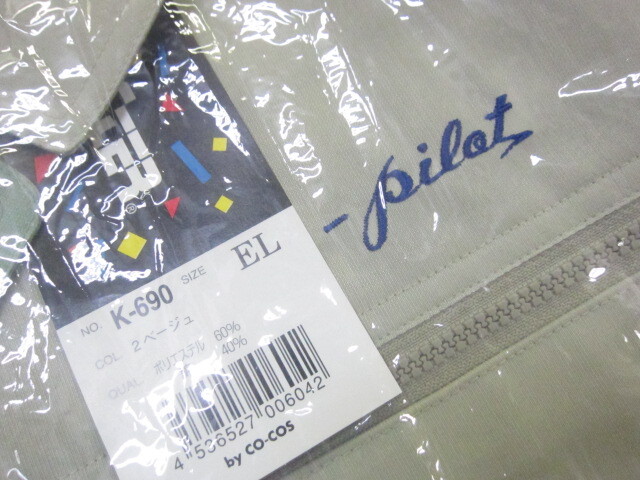 pilot
NO. K-690 SIZE EL
COL. 2 ベージュ
QUAL. ポリエステル 60%
40%
4 536527 006042
by CO-COS